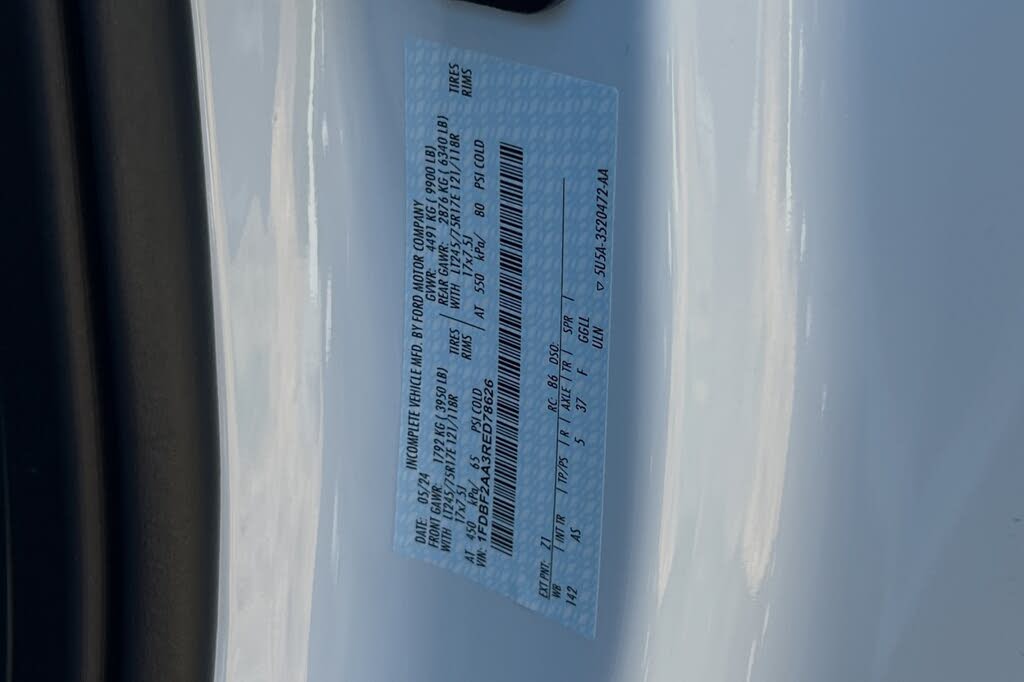 INCOMPLETE VEHICLE MFD. BY FORD MOTOR COMPANY
DATE: 05/24 GVWR: 4491 KG ( 9900 LB)
FRONT GAWR: 1792 KG ( 3950 LB) REAR GAWR: 2876 KG ( 6340 LB)
WITH LT245/75R17E 121/118R TIRES WITH LT245/75R17E 121/118R TIRES
17x7.5J RIMS 17x7.5J RIMS
AT 450 kPa/ 65 PSI COLD AT 550 kPa/ 80 PSI COLD
VIN: 1FDBF2AA3RED78626
EXT PNT: Z1 RC: 86 DSO:
WB | INT TR | TP/PS | R | AXLE | TR | SPR |
142 AS 5 37 F GGLL
ULN
▽ 5U5A-3520472-AA